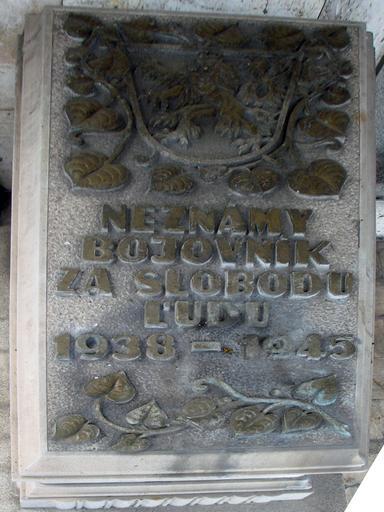 NEZNÁMY
BOJOVNÍK
ZA SLOBODU
ĽUDU
1938 – 1945